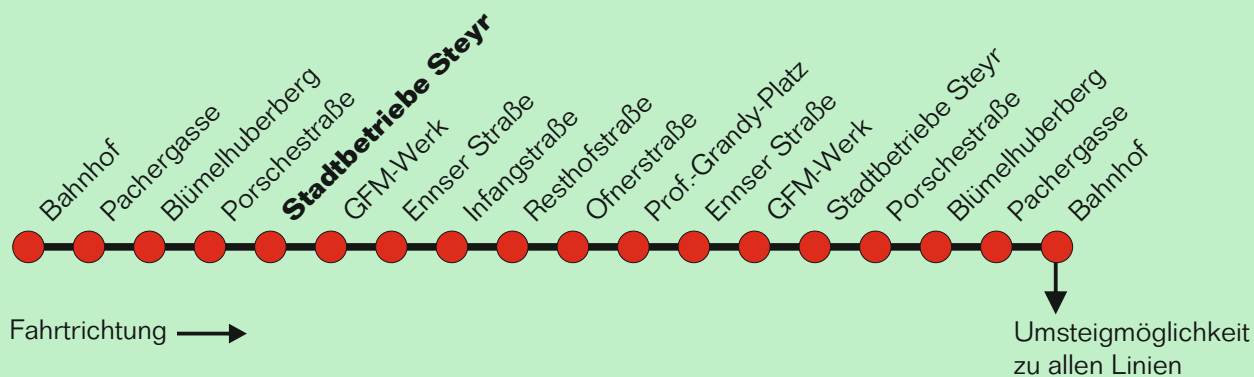 Bahnhof
Pachergasse
Blümelhuberberg
Porschestraße
Stadtbetriebe Steyr
GFM-Werk
Ennser Straße
Infangstraße
Resthofstraße
Ofnerstraße
Prof.-Grandy-Platz
Ennser Straße
GFM-Werk
Stadtbetriebe Steyr
Porschestraße
Blümelhuberberg
Pachergasse
Bahnhof
Fahrtrichtung
Umsteigmöglichkeit
zu allen Linien